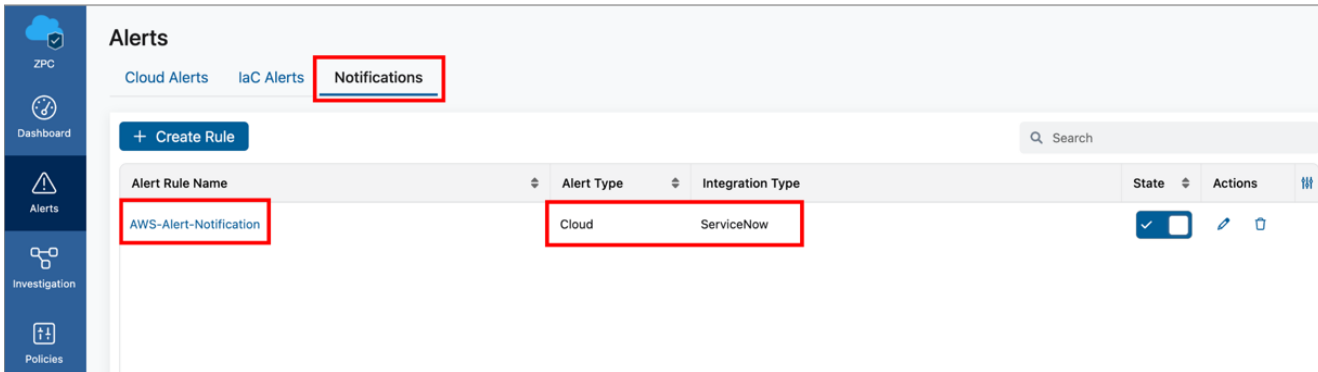 ZPC
Dashboard
Alerts
Investigation
Policies
Alerts
Cloud Alerts IaC Alerts Notifications
+ Create Rule Search
Alert Rule Name Alert Type Integration Type State Actions
AWS-Alert-Notification Cloud ServiceNow